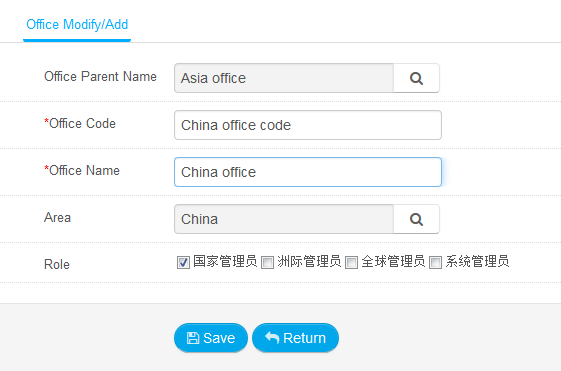 Office Modify/Add
Office Parent Name Asia office
*Office Code China office code
*Office Name China office
Area China
Role 国家管理员 洲际管理员 全球管理员 系统管理员
Save Return